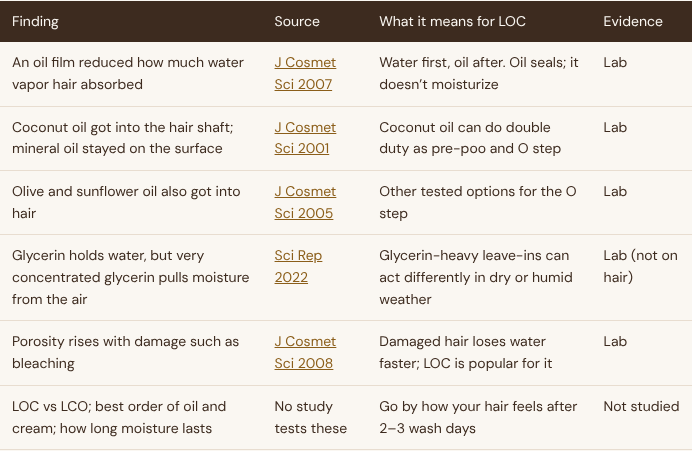 Finding Source What it means for LOC Evidence
An oil film reduced how much water vapor hair absorbed
J Cosmet Sci 2007
Water first, oil after. Oil seals; it doesn’t moisturize
Lab
Coconut oil got into the hair shaft; mineral oil stayed on the surface
J Cosmet Sci 2001
Coconut oil can do double duty as pre-poo and O step
Lab
Olive and sunflower oil also got into hair
J Cosmet Sci 2005
Other tested options for the O step
Lab
Glycerin holds water, but very concentrated glycerin pulls moisture from the air
Sci Rep 2022
Glycerin-heavy leave-ins can act differently in dry or humid weather
Lab (not on hair)
Porosity rises with damage such as bleaching
J Cosmet Sci 2008
Damaged hair loses water faster; LOC is popular for it
Lab
LOC vs LCO; best order of oil and cream; how long moisture lasts
No study tests these
Go by how your hair feels after 2–3 wash days
Not studied